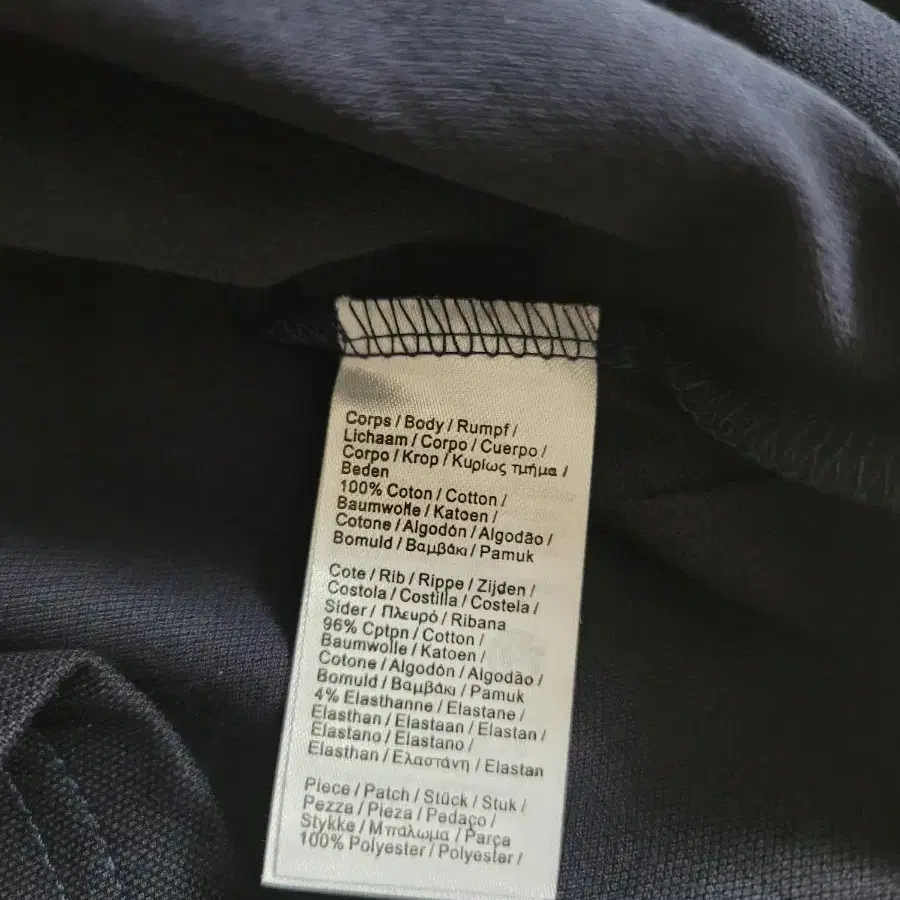 Corps / Body / Rumpf /
Lichaam / Corpo / Cuerpo /
Corpo / Krop / Κυρίως τμήμα /
Beden
100% Coton / Cotton /
Baumwolle / Katoen /
Cotone / Algodón / Algodão /
Bomuld / Βαμβάκι / Pamuk
Cote / Rib / Rippe / Zijden /
Costola / Costilla / Costela /
Sider / Πλευρό / Ribana
96% Cptpn / Cotton /
Baumwolle / Katoen /
Cotone / Algodón / Algodão /
Bomuld / Βαμβάκι / Pamuk
4% Elasthanne / Elastane /
Elasthan / Elastaan / Elastan /
Elastano / Elastano /
Elasthan / Ελαστάνη / Elastan
Piece / Patch / Stück / Stuk /
Pezza / Pieza / Pedaço /
Stykke / Μπάλωμα / Parça
100% Polyester / Polyester /